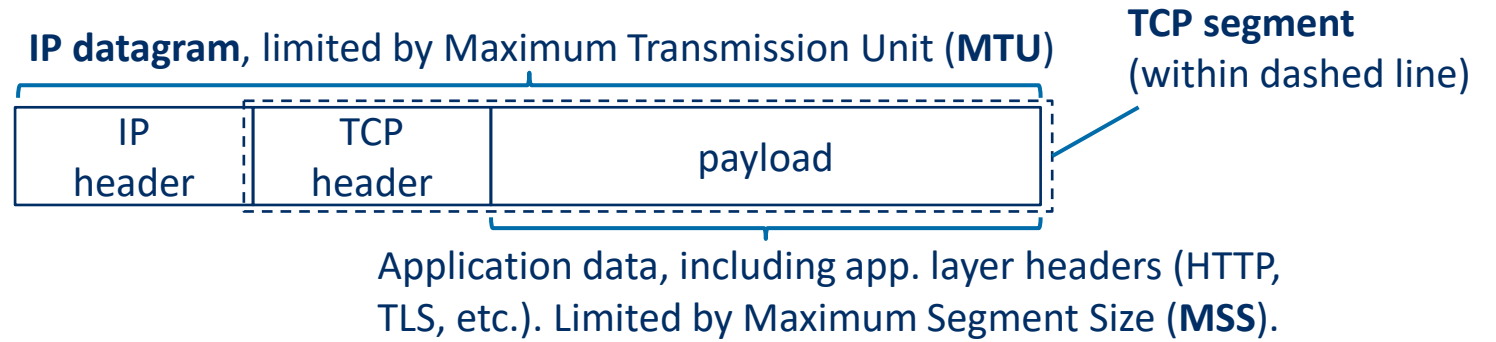 IP datagram, limited by Maximum Transmission Unit (MTU)
TCP segment
(within dashed line)
IP
header
TCP
header
payload
Application data, including app. layer headers (HTTP,
TLS, etc.). Limited by Maximum Segment Size (MSS).